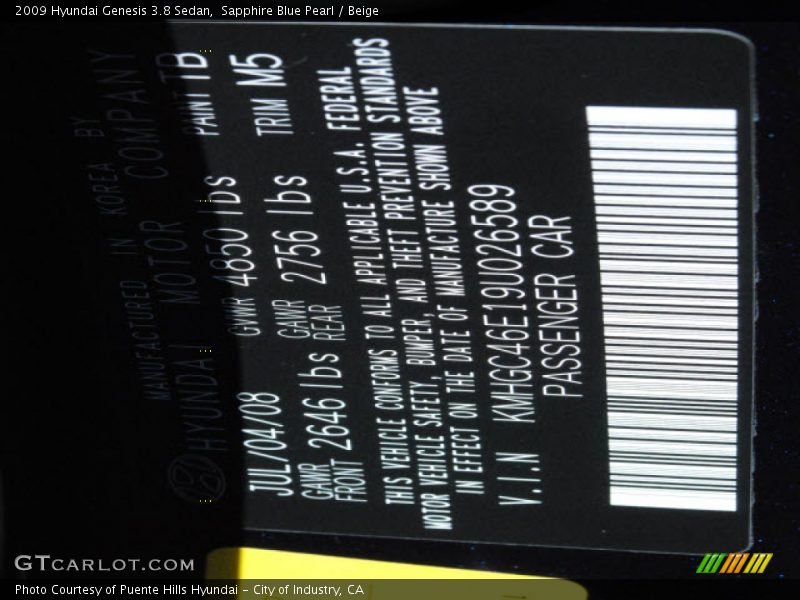 2009 Hyundai Genesis 3.8 Sedan,  Sapphire Blue Pearl / Beige
MANUFACTURED IN KOREA BY
HYUNDAI MOTOR COMPANY
JUL/04/08 GVWR 4850 lbs PAINT TB
GAWR FRONT 2646 lbs GAWR REAR 2756 lbs TRIM M5
THIS VEHICLE CONFORMS TO ALL APPLICABLE U.S.A. FEDERAL
MOTOR VEHICLE SAFETY, BUMPER, AND THEFT PREVENTION STANDARDS
IN EFFECT ON THE DATE OF MANUFACTURE SHOWN ABOVE
V.I.N KMHGC46E19U026589
PASSENGER CAR
GTCARLOT.COM
Photo Courtesy of Puente Hills Hyundai – City of Industry, CA